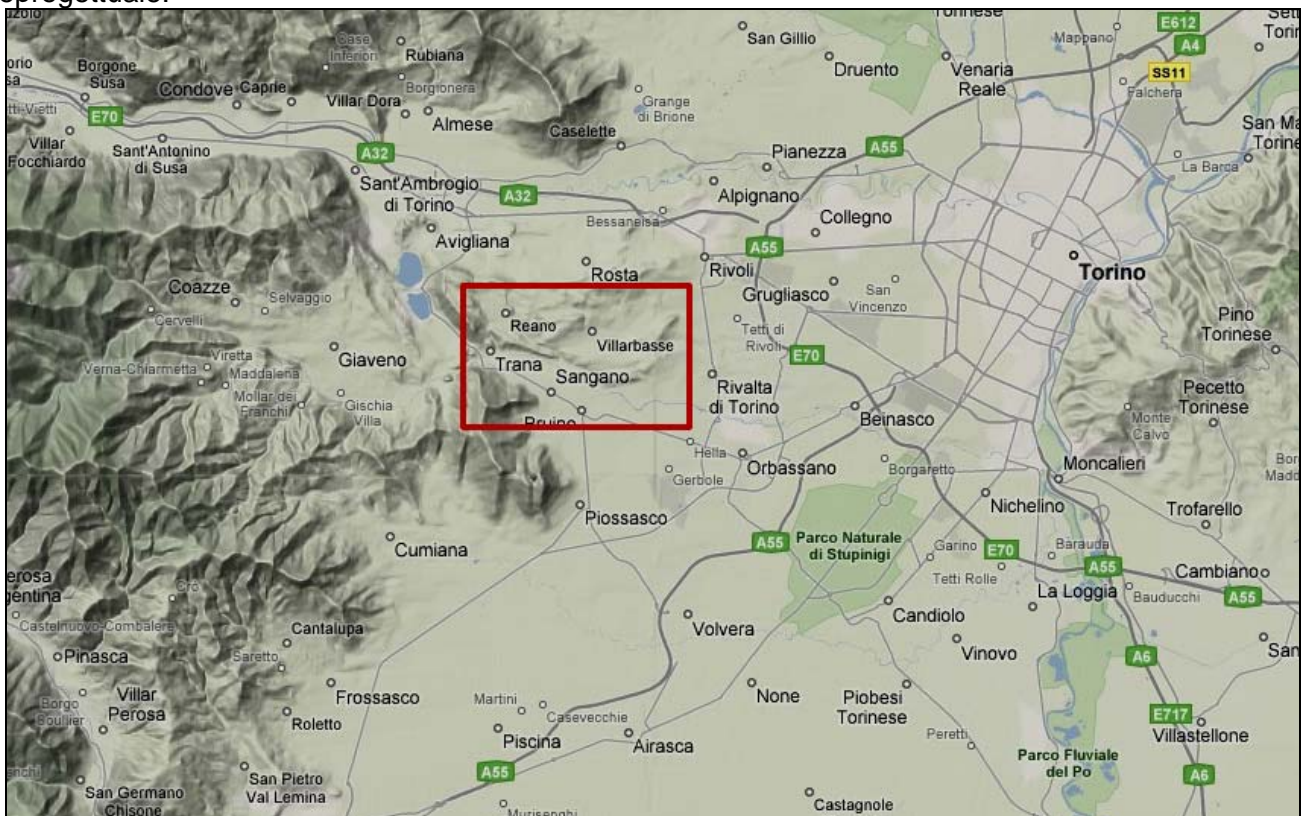 San Gillio
E612
Mappano
A4
Case
Inferiori
Rubiana
Druento
Venaria
Reale
SS11
Borgone
Susa
Condove
Caprie
Borgionera
Villar Dora
Almese
Grange
di Brione
Falchera
E70
Villar
Focchiardo
Sant'Antonino
di Susa
A32
Caselette
Pianezza
A55
La Barca
Sant'Ambrogio
di Torino
A32
Alpignano
Bessaneisa
Collegno
Avigliana
A55
Rosta
Rivoli
Torino
Coazze
Selvaggio
Grugliasco
San
Vincenzo
Cervelli
Reano
Villarbasse
Tetti di
Rivoli
E70
Pino
Torinese
Viretta
Verna-Chiarmetta
Maddalena
Giaveno
Trana
Sangano
Mollar dei
Franchi
Gischia
Villa
Rivalta
di Torino
Pecetto
Torinese
Bruino
Beinasco
Monte
Calvo
Hella
Orbassano
Gerbole
Borgaretto
Moncalieri
Piossasco
Nichelino
Trofarello
Cumiana
A55
Parco Naturale
di Stupinigi
Garino
E70
Barauda
Tetti Rolle
A55
Cambiano
La Loggia
Bauducchi
A55
Castelnuovo-Combalere
Crò
Cantalupa
Volvera
Candiolo
Pinasca
Saretto
Vinovo
A6
San
Villar
Perosa
Frossasco
Roletto
Martini
Casevecchie
None
Piobesi
Torinese
E717
Villastellone
Piscina
Airasca
Peretti
A55
Parco Fluviale
del Po
A6
San Germano
Chisone
San Pietro
Val Lemina
Murisenghi
Castagnole